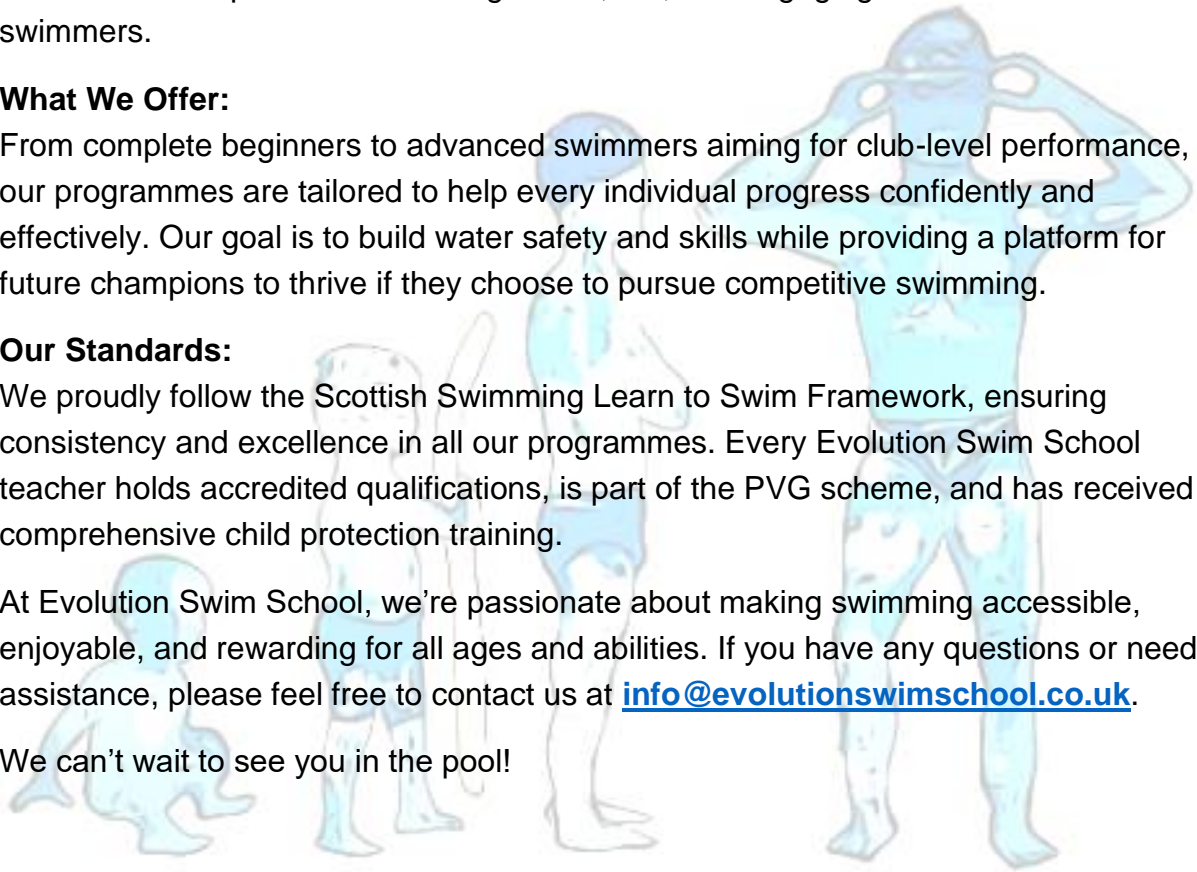 swimmers.
What We Offer:
From complete beginners to advanced swimmers aiming for club-level performance,
our programmes are tailored to help every individual progress confidently and
effectively. Our goal is to build water safety and skills while providing a platform for
future champions to thrive if they choose to pursue competitive swimming.
Our Standards:
We proudly follow the Scottish Swimming Learn to Swim Framework, ensuring
consistency and excellence in all our programmes. Every Evolution Swim School
teacher holds accredited qualifications, is part of the PVG scheme, and has received
comprehensive child protection training.
At Evolution Swim School, we’re passionate about making swimming accessible,
enjoyable, and rewarding for all ages and abilities. If you have any questions or need
assistance, please feel free to contact us at info@evolutionswimschool.co.uk.
We can’t wait to see you in the pool!